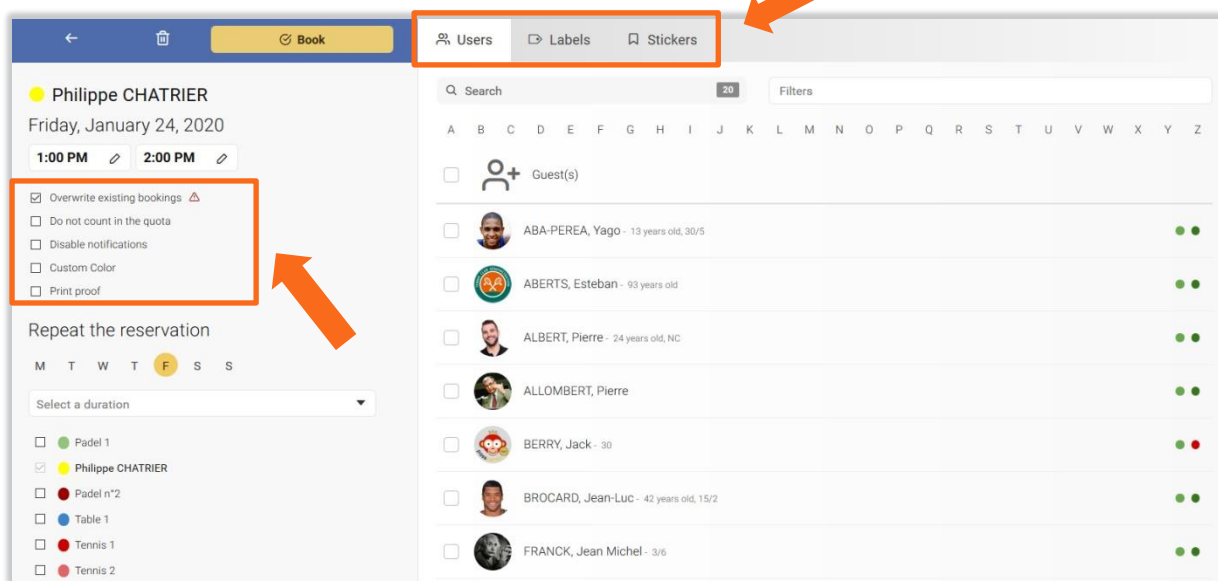 Book
Philippe CHATRIER
Friday, January 24, 2020
1:00 PM 2:00 PM
Overwrite existing bookings
Do not count in the quota
Disable notifications
Custom Color
Print proof
Repeat the reservation
M T W T F S S
Select a duration
Padel 1
Philippe CHATRIER
Padel n°2
Table 1
Tennis 1
Tennis 2
Users Labels Stickers
Search 20 Filters
A B C D E F G H I J K L M N O P Q R S T U V W X Y Z
Guest(s)
ABA-PEREA, Yago - 13 years old, 30/5
ABERTS, Esteban - 93 years old
ALBERT, Pierre - 24 years old, NC
ALLOMBERT, Pierre
BERRY, Jack - 30
BROCARD, Jean-Luc - 42 years old, 15/2
FRANCK, Jean Michel - 3/6